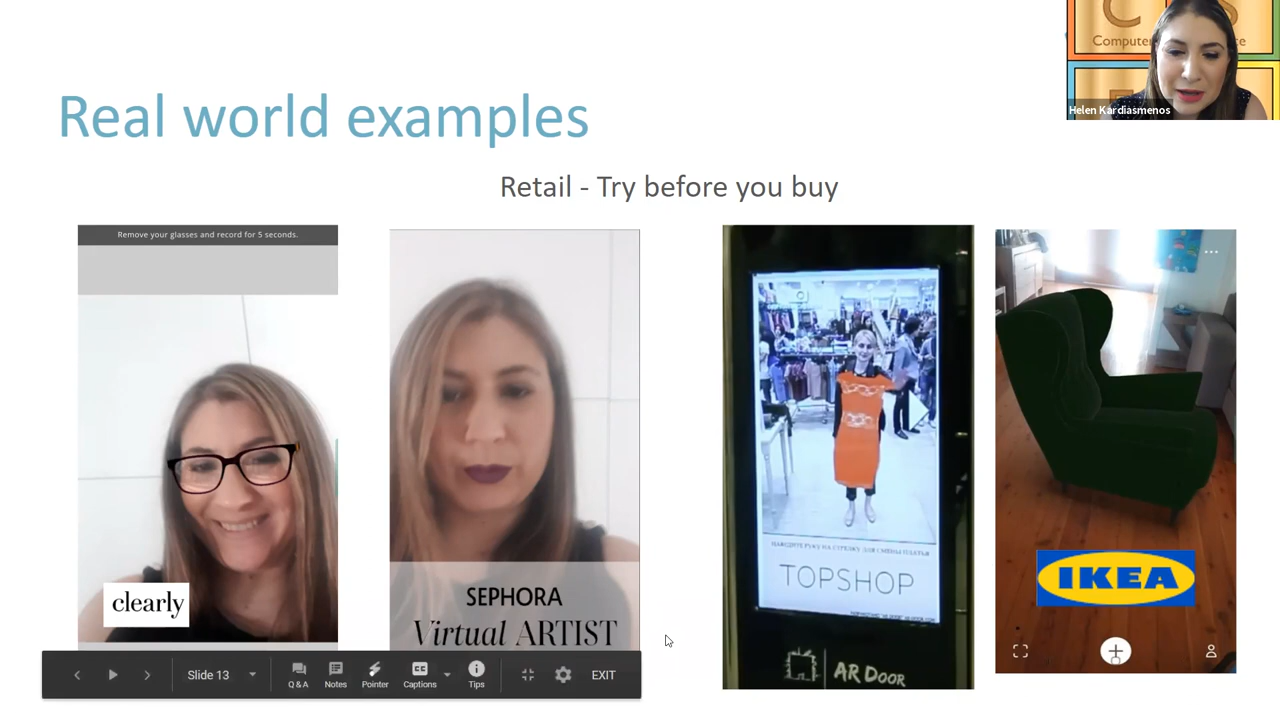 Real world examples
Helen Kardiasmenos
Retail - Try before you buy
Remove your glasses and record for 5 seconds.
clearly
SEPHORA
Virtual ARTIST
TOPSHOP
AR DOOR
IKEA
Slide 13
Q & A
Notes
Pointer
CC
Captions
Tips
EXIT